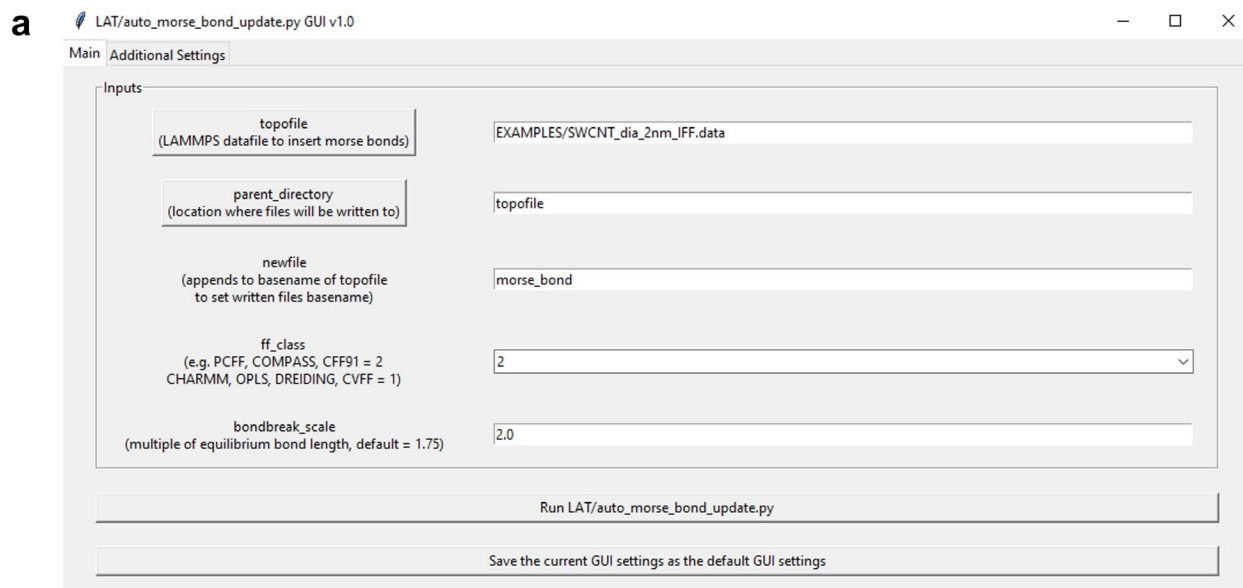 a
LAT/auto_morse_bond_update.py GUI v1.0
Main Additional Settings
Inputs
topofile
(LAMMPS datafile to insert morse bonds)
EXAMPLES/SWCNT_dia_2nm_IFF.data
parent_directory
(location where files will be written to)
topofile
newfile
(appends to basename of topofile
to set written files basename)
morse_bond
ff_class
(e.g. PCFF, COMPASS, CFF91 = 2
CHARMM, OPLS, DREIDING, CVFF = 1)
2
bondbreak_scale
(multiple of equilibrium bond length, default = 1.75)
2.0
Run LAT/auto_morse_bond_update.py
Save the current GUI settings as the default GUI settings